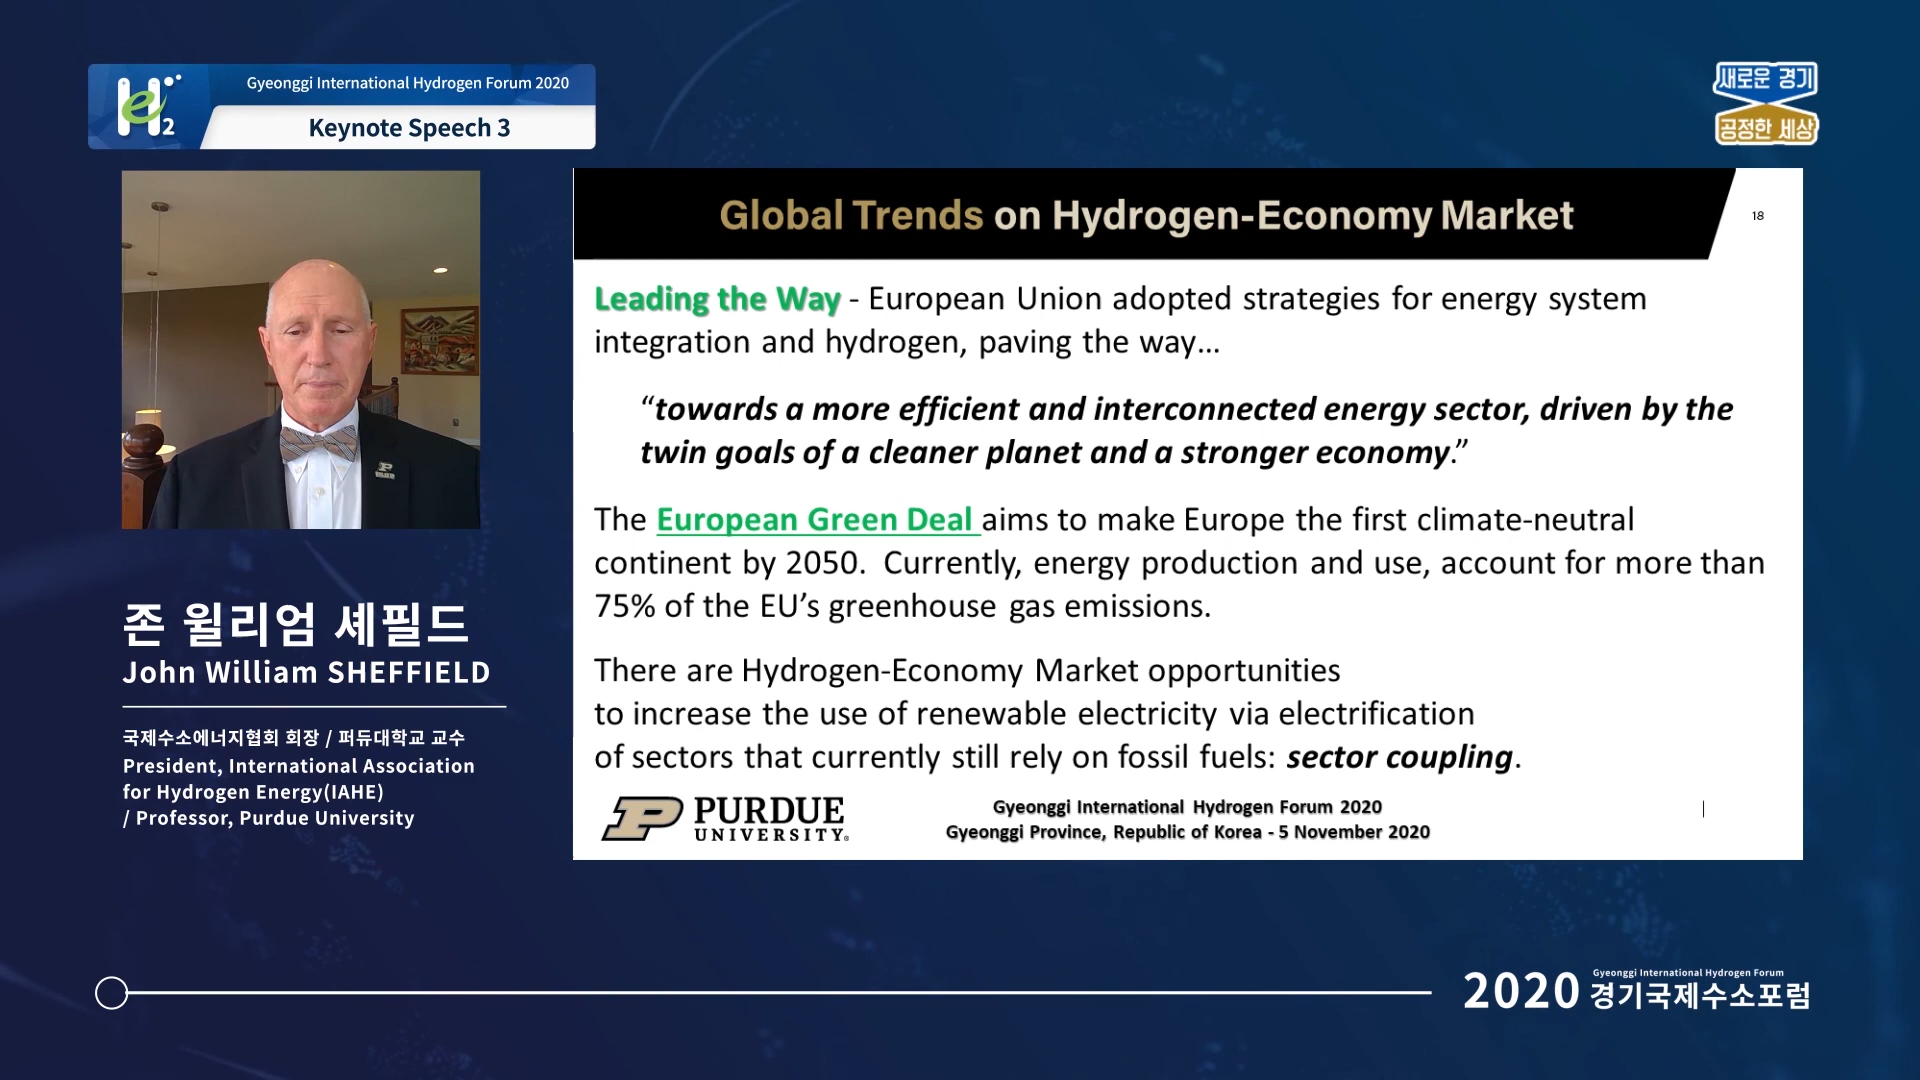 Gyeonggi International Hydrogen Forum 2020
He2
Keynote Speech 3
새로운 경기
공정한 세상
Global Trends on Hydrogen-Economy Market
18
Leading the Way - European Union adopted strategies for energy system
integration and hydrogen, paving the way...
“towards a more efficient and interconnected energy sector, driven by the
twin goals of a cleaner planet and a stronger economy.”
The European Green Deal aims to make Europe the first climate-neutral
continent by 2050. Currently, energy production and use, account for more than
75% of the EU’s greenhouse gas emissions.
There are Hydrogen-Economy Market opportunities
to increase the use of renewable electricity via electrification
of sectors that currently still rely on fossil fuels: sector coupling.
P PURDUE
UNIVERSITY®
Gyeonggi International Hydrogen Forum 2020
Gyeonggi Province, Republic of Korea - 5 November 2020
존 윌리엄 셰필드
John William SHEFFIELD
국제수소에너지협회 회장 / 퍼듀대학교 교수
President, International Association
for Hydrogen Energy(IAHE)
/ Professor, Purdue University
2020
Gyeonggi International Hydrogen Forum
경기국제수소포럼